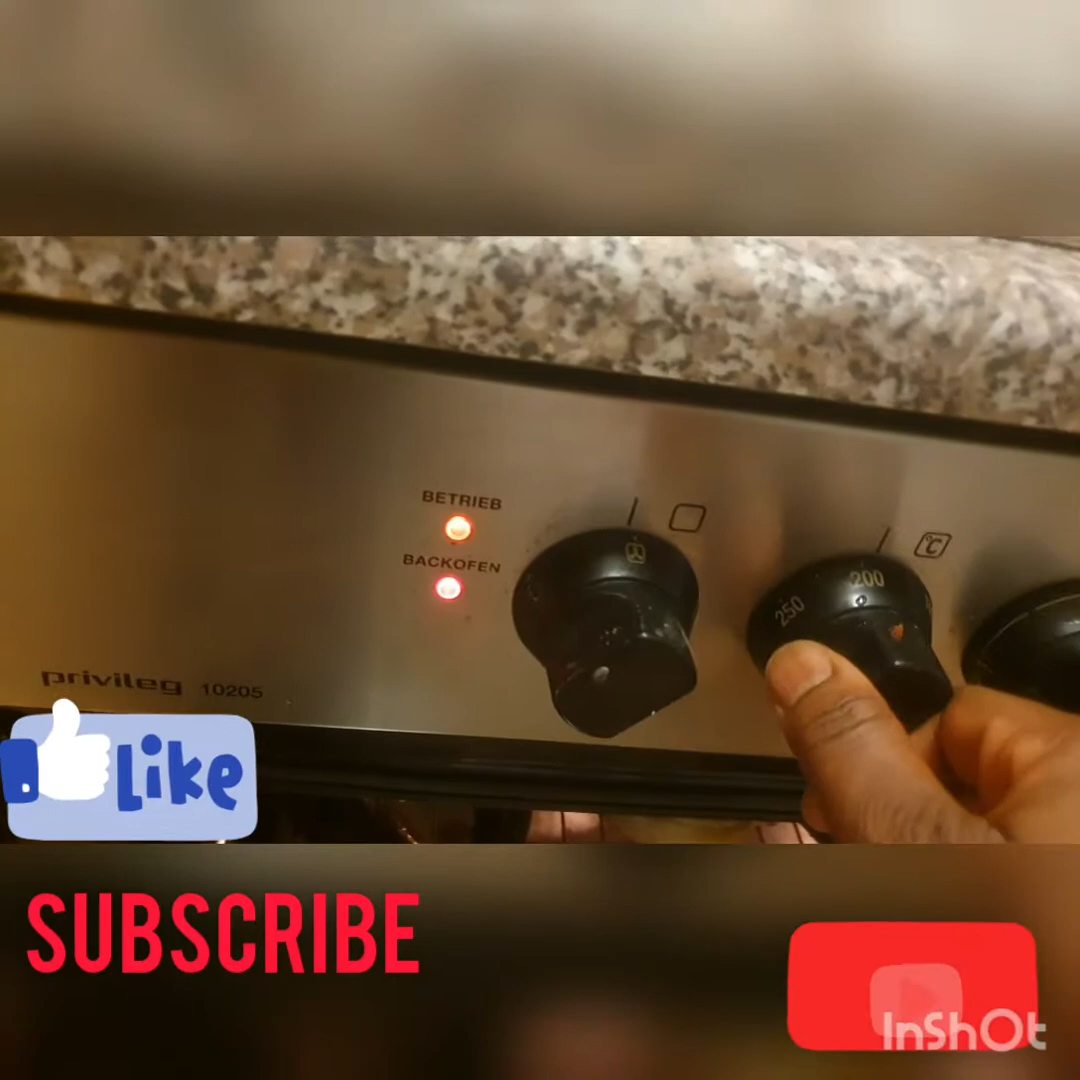 BETRIEB
BACKOFEN
℃
200
250
privileg 10205
Like
SUBSCRIBE
InShOt